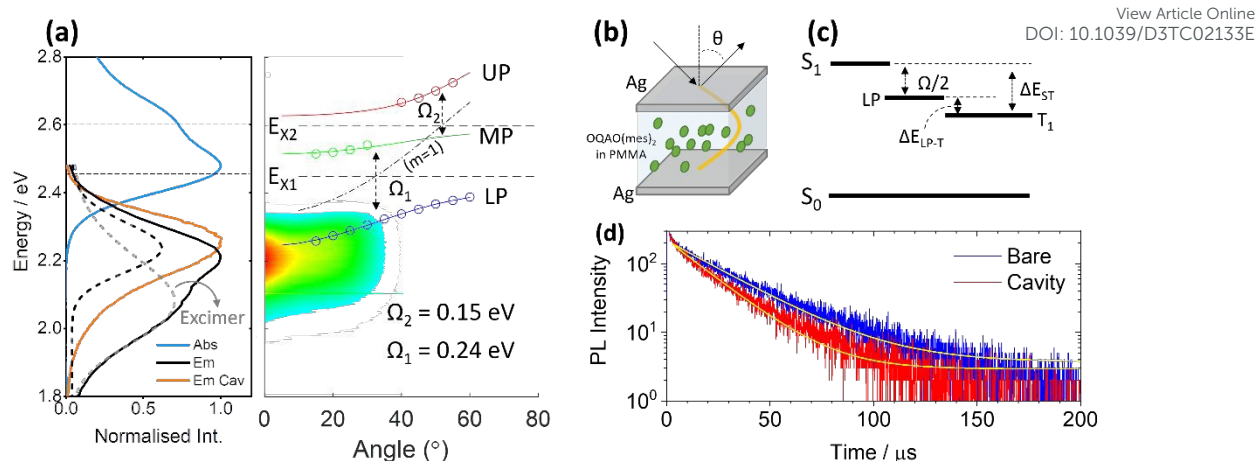 View Article Online
DOI: 10.1039/D3TC02133E
(a)
Energy / eV
2.8
2.6
2.4
2.2
2.0
1.8
Excimer
Abs
Em
Em Cav
0.0
0.5
1.0
Normalised Int.
UP
Ω2
EX2
MP
(m=1)
EX1
Ω1
LP
Ω2 = 0.15 eV
Ω1 = 0.24 eV
0
20
40
60
80
Angle (°)
(b)
θ
Ag
OQAO(mes)2
in PMMA
Ag
(c)
S1
Ω/2
ΔEST
LP
T1
ΔELP-T
S0
(d)
PL Intensity
10²
10¹
10⁰
Bare
Cavity
0
50
100
150
200
Time / μs